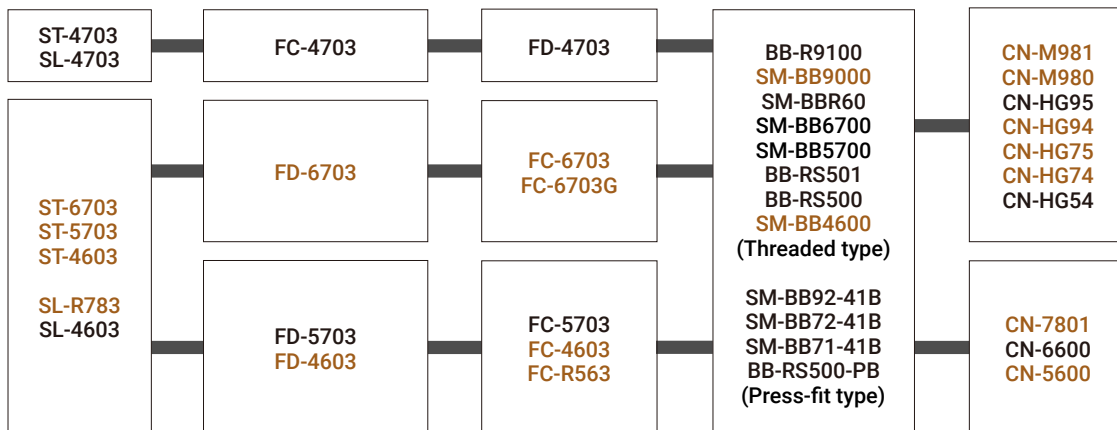 ST-4703
SL-4703
FC-4703
FD-4703
ST-6703
ST-5703
ST-4603
SL-R783
SL-4603
FD-6703
FC-6703
FC-6703G
FD-5703
FD-4603
FC-5703
FC-4603
FC-R563
BB-R9100
SM-BB9000
SM-BBR60
SM-BB6700
SM-BB5700
BB-RS501
BB-RS500
SM-BB4600
(Threaded type)
SM-BB92-41B
SM-BB72-41B
SM-BB71-41B
BB-RS500-PB
(Press-fit type)
CN-M981
CN-M980
CN-HG95
CN-HG94
CN-HG75
CN-HG74
CN-HG54
CN-7801
CN-6600
CN-5600